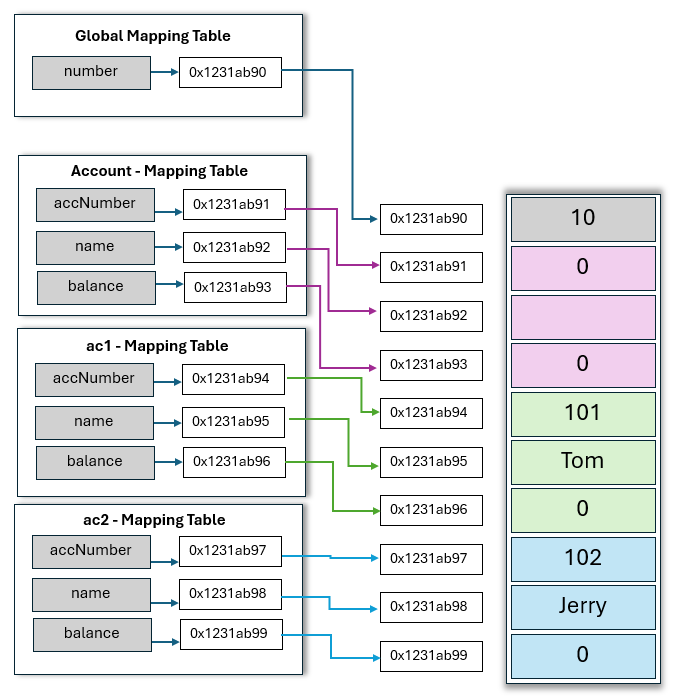 Global Mapping Table
number
0x1231ab90
Account - Mapping Table
accNumber
0x1231ab91
name
0x1231ab92
balance
0x1231ab93
ac1 - Mapping Table
accNumber
0x1231ab94
name
0x1231ab95
balance
0x1231ab96
ac2 - Mapping Table
accNumber
0x1231ab97
name
0x1231ab98
balance
0x1231ab99
0x1231ab90
10
0x1231ab91
0
0x1231ab92
0x1231ab93
0
0x1231ab94
101
0x1231ab95
Tom
0x1231ab96
0
0x1231ab97
102
0x1231ab98
Jerry
0x1231ab99
0